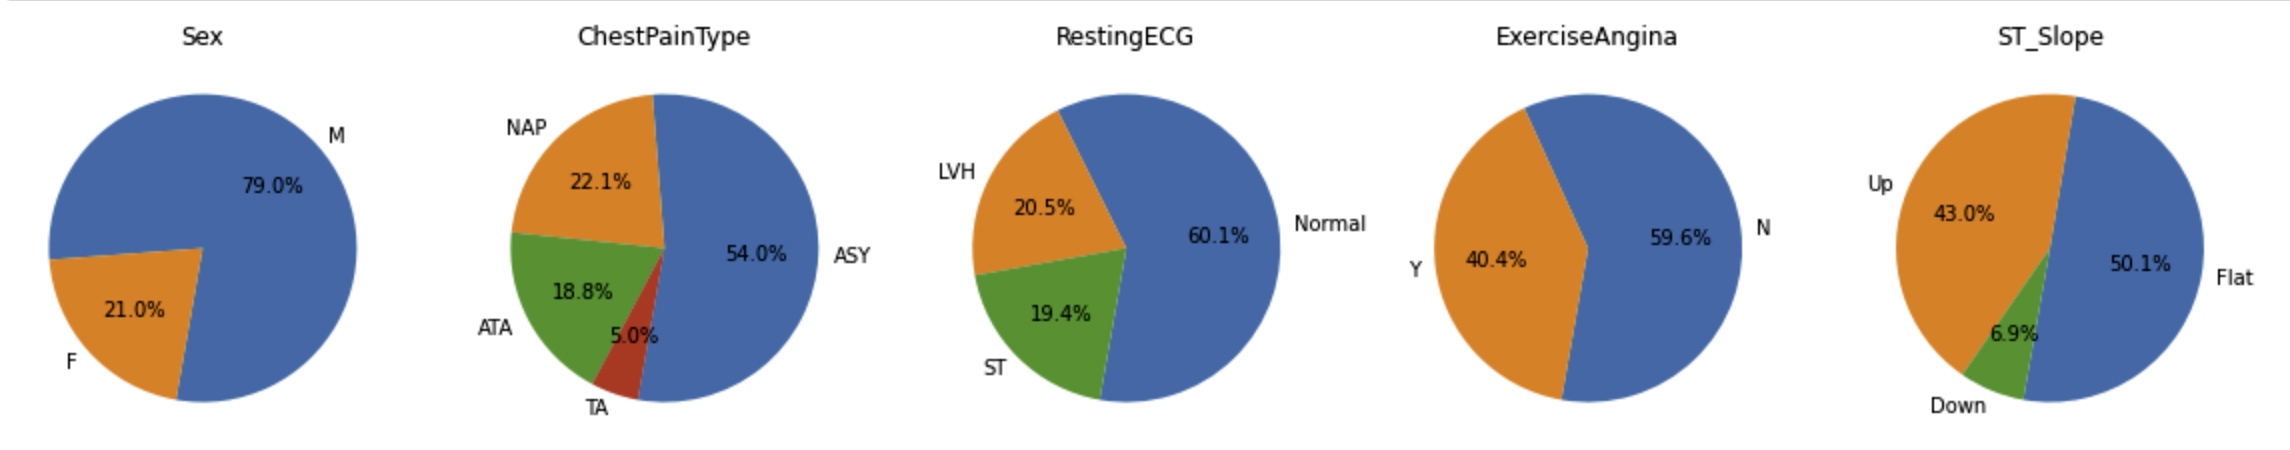 Sex
M
79.0%
21.0%
F
ChestPainType
NAP
22.1%
54.0%
ASY
18.8%
ATA
5.0%
TA
RestingECG
LVH
20.5%
Normal
60.1%
19.4%
ST
ExerciseAngina
N
59.6%
Y
40.4%
ST_Slope
Up
43.0%
50.1%
Flat
6.9%
Down